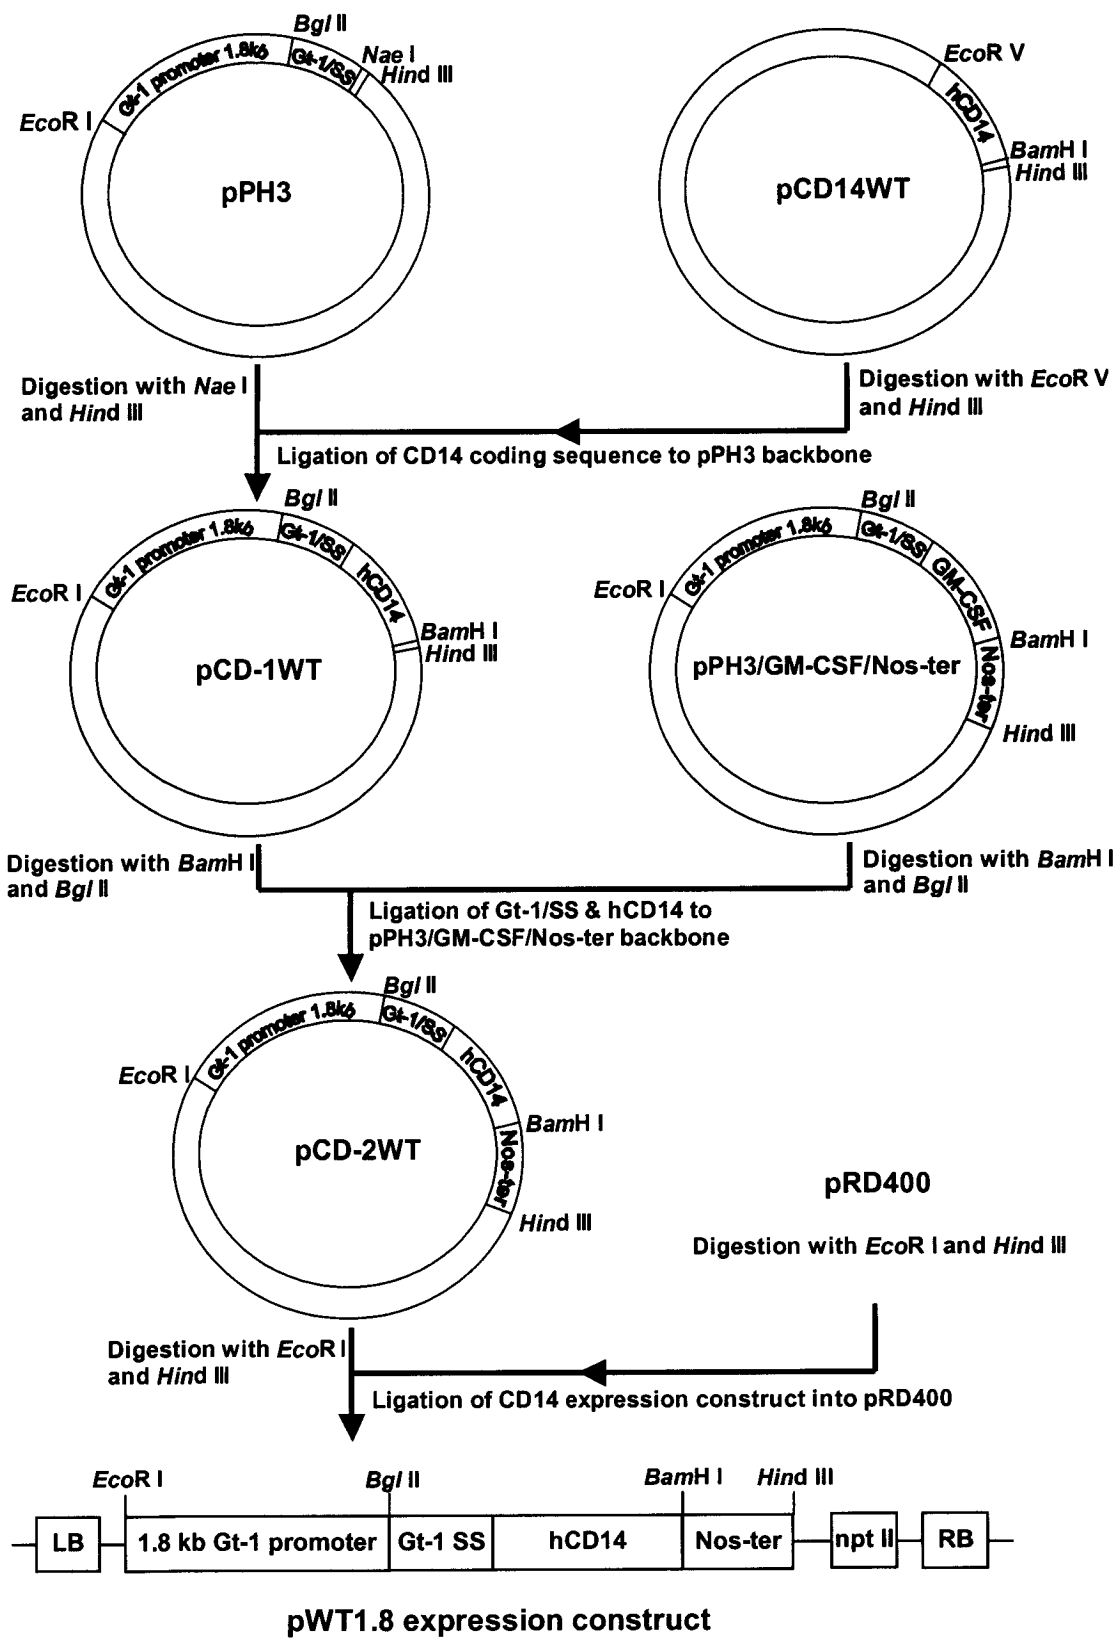 Bgl II
Gt-1 promoter 1.8kb
Gt-1/SS
Nae I
Hind III
EcoR I
pPH3
EcoR V
hCD14
BamH I
Hind III
pCD14WT
Digestion with Nae I
and Hind III
Digestion with EcoR V
and Hind III
Ligation of CD14 coding sequence to pPH3 backbone
Bgl II
Gt-1 promoter 1.8kb
Gt-1/SS
hCD14
EcoR I
BamH I
Hind III
pCD-1WT
Bgl II
Gt-1 promoter 1.8kb
Gt-1/SS
GM-CSF
EcoR I
BamH I
Nos-ter
Hind III
pPH3/GM-CSF/Nos-ter
Digestion with BamH I
and Bgl II
Digestion with BamH I
and Bgl II
Ligation of Gt-1/SS & hCD14 to
pPH3/GM-CSF/Nos-ter backbone
Bgl II
Gt-1 promoter 1.8kb
Gt-1/SS
hCD14
EcoR I
BamH I
Nos-ter
Hind III
pCD-2WT
pRD400
Digestion with EcoR I and Hind III
Digestion with EcoR I
and Hind III
Ligation of CD14 expression construct into pRD400
EcoR I Bgl II BamH I Hind III
LB 1.8 kb Gt-1 promoter Gt-1 SS hCD14 Nos-ter npt II RB
pWT1.8 expression construct